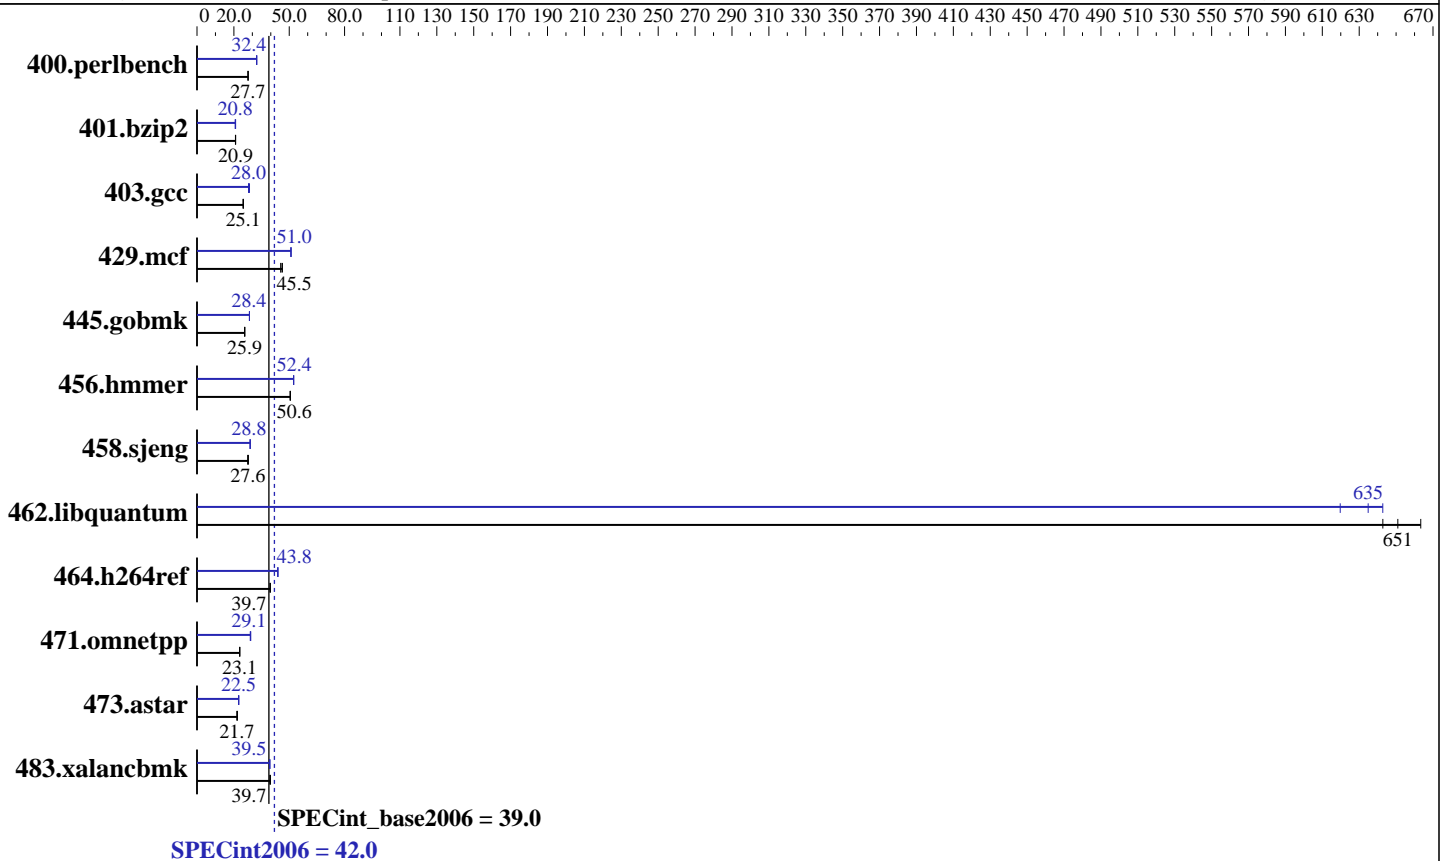 0 20.0 50.0 80.0 110 130 150 170 190 210 230 250 270 290 310 330 350 370 390 410 430 450 470 490 510 530 550 570 590 610 630 670
32.4
400.perlbench
27.7
20.8
401.bzip2
20.9
28.0
403.gcc
25.1
51.0
429.mcf
45.5
28.4
445.gobmk
25.9
52.4
456.hmmer
50.6
28.8
458.sjeng
27.6
635
462.libquantum
651
43.8
464.h264ref
39.7
29.1
471.omnetpp
23.1
22.5
473.astar
21.7
39.5
483.xalancbmk
39.7
SPECint_base2006 = 39.0
SPECint2006 = 42.0